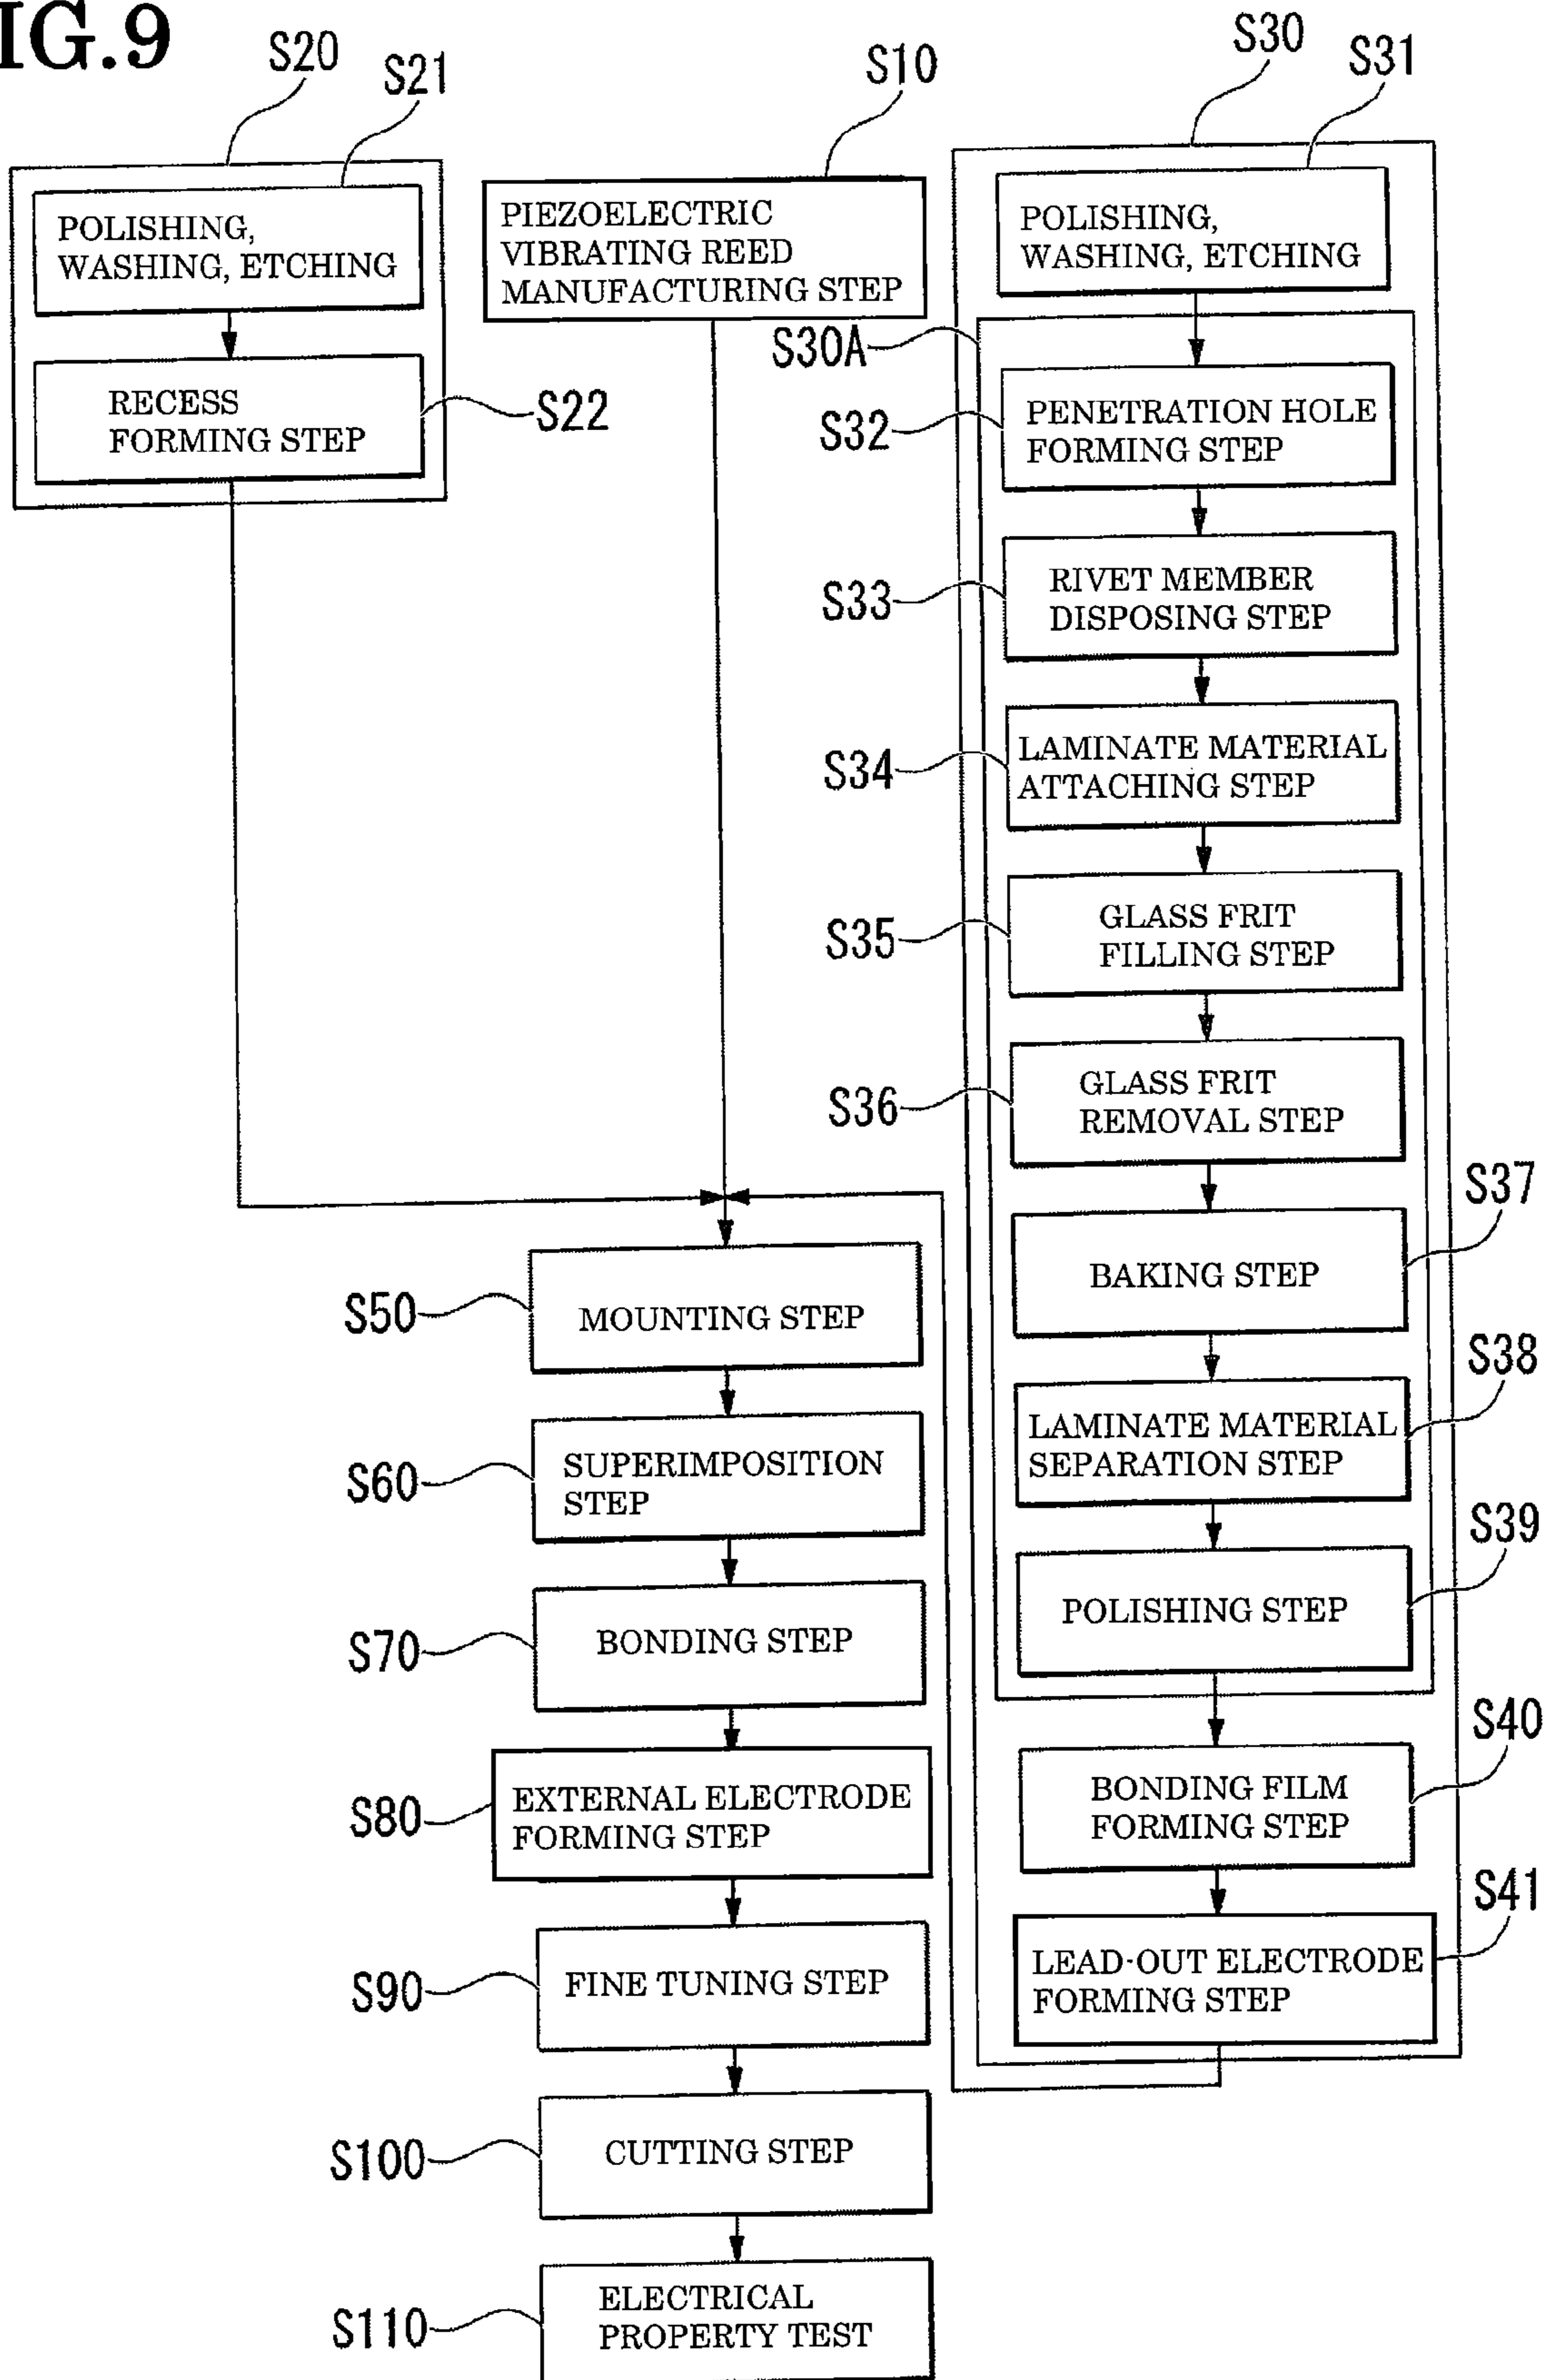 IG.9
S20
S21
POLISHING,
WASHING, ETCHING
RECESS
FORMING STEP
S22
S10
PIEZOELECTRIC
VIBRATING REED
MANUFACTURING STEP
S30
S31
POLISHING,
WASHING, ETCHING
S30A
S32
PENETRATION HOLE
FORMING STEP
S33
RIVET MEMBER
DISPOSING STEP
S34
LAMINATE MATERIAL
ATTACHING STEP
S35
GLASS FRIT
FILLING STEP
S36
GLASS FRIT
REMOVAL STEP
S37
BAKING STEP
S38
LAMINATE MATERIAL
SEPARATION STEP
S39
POLISHING STEP
S40
BONDING FILM
FORMING STEP
S41
LEAD-OUT ELECTRODE
FORMING STEP
S50
MOUNTING STEP
S60
SUPERIMPOSITION
STEP
S70
BONDING STEP
S80
EXTERNAL ELECTRODE
FORMING STEP
S90
FINE TUNING STEP
S100
CUTTING STEP
S110
ELECTRICAL
PROPERTY TEST